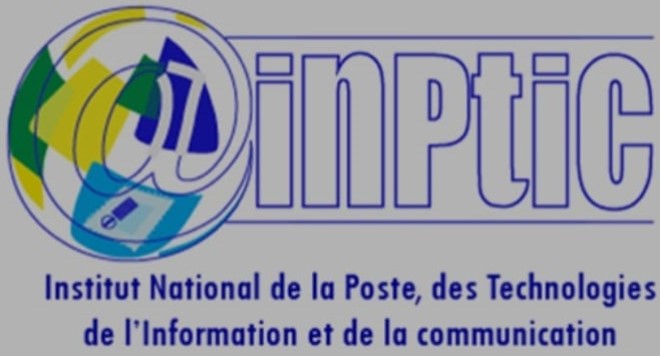 @inPtiC
Institut National de la Poste, des Technologies
de l'Information et de la communication